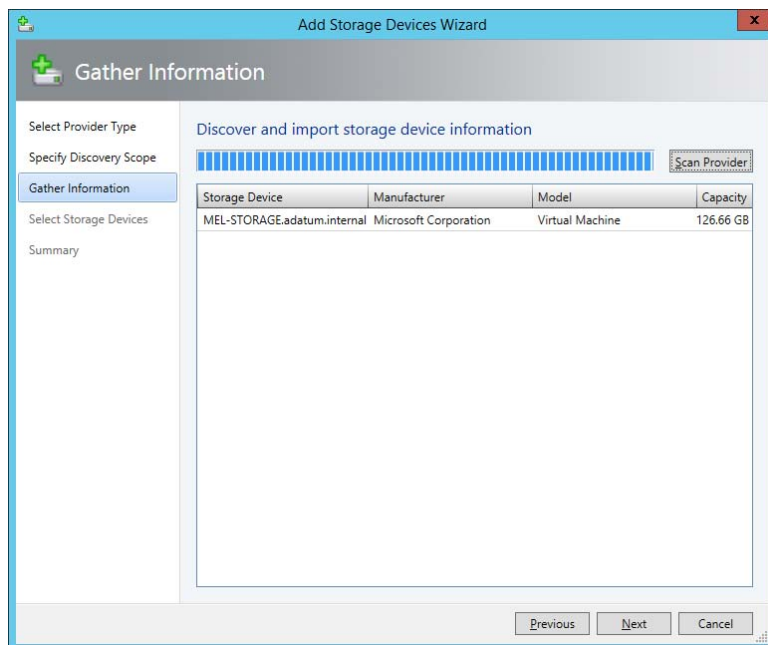 Add Storage Devices Wizard
x
Gather Information
Select Provider Type
Specify Discovery Scope
Gather Information
Select Storage Devices
Summary
Discover and import storage device information
Scan Provider
Storage Device Manufacturer Model Capacity
MEL-STORAGE.adatum.internal Microsoft Corporation Virtual Machine 126.66 GB
Previous Next Cancel